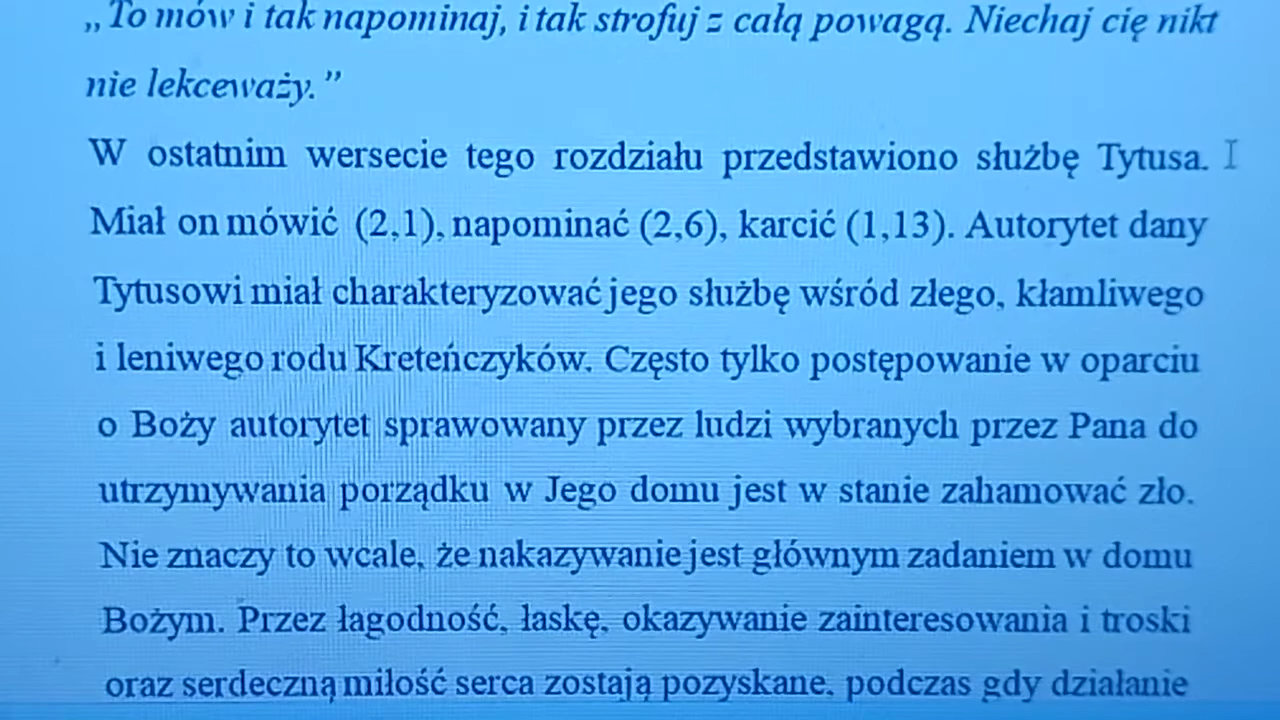 „To mów i tak napominaj, i tak strofuj z całą powagą. Niechaj cię nikt
nie lekceważy.”
W ostatnim wersecie tego rozdziału przedstawiono służbę Tytusa.
Miał on mówić (2,1), napominać (2,6), karcić (1,13). Autorytet dany
Tytusowi miał charakteryzować jego służbę wśród złego, kłamliwego
i leniwego rodu Kreteńczyków. Często tylko postępowanie w oparciu
o Boży autorytet sprawowany przez ludzi wybranych przez Pana do
utrzymywania porządku w Jego domu jest w stanie zahamować zło.
Nie znaczy to wcale, że nakazywanie jest głównym zadaniem w domu
Bożym. Przez łagodność, łaskę, okazywanie zainteresowania i troski
oraz serdeczną miłość serca zostają pozyskane, podczas gdy działanie